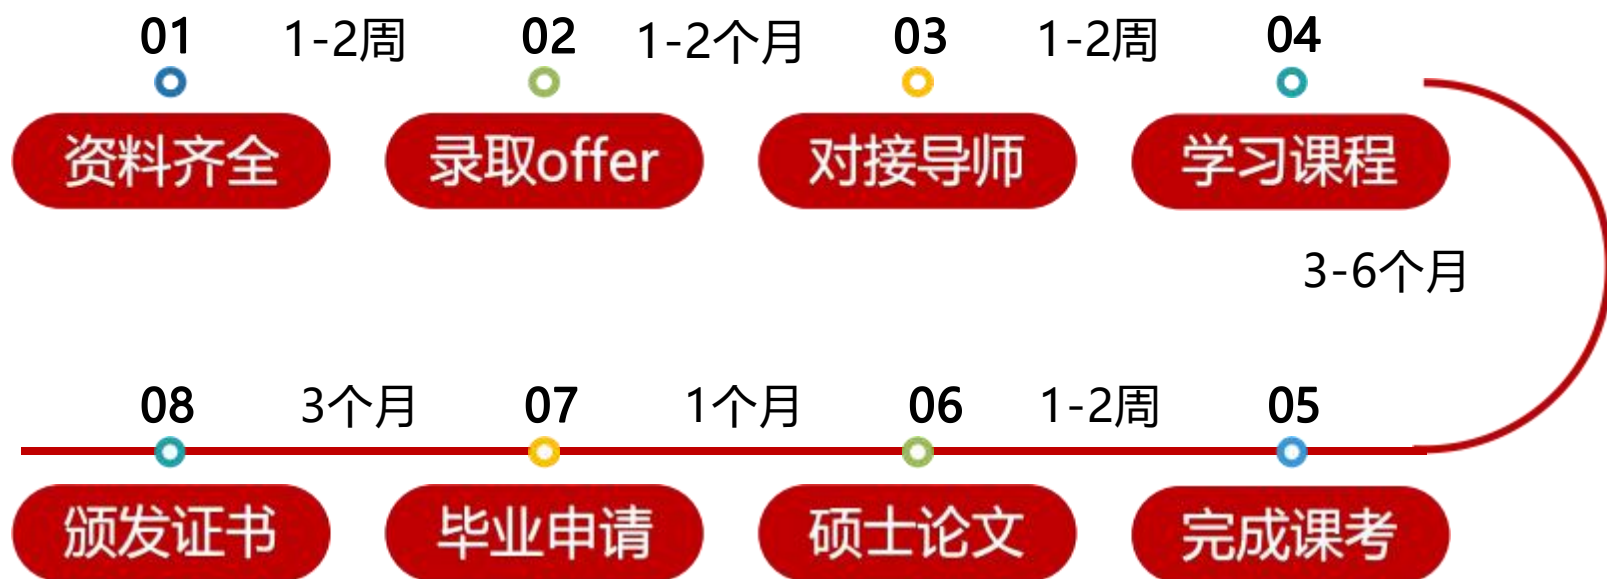 01 1-2周 02 1-2个月 03 1-2周 04
资料齐全 录取offer 对接导师 学习课程
3-6个月
08 3个月 07 1个月 06 1-2周 05
颁发证书 毕业申请 硕士论文 完成课考